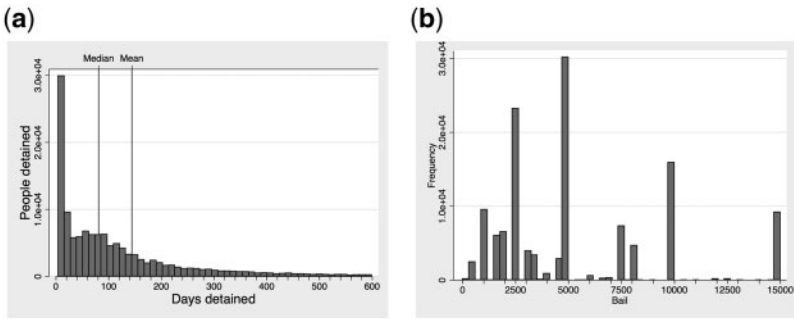 (a)
Median Mean
People detained
3.0e+04
2.0e+04
1.0e+04
0
0 100 200 300 400 500 600
Days detained
(b)
Frequency
3.0e+04
2.0e+04
1.0e+04
0
0 2500 5000 7500 10000 12500 15000
Bail